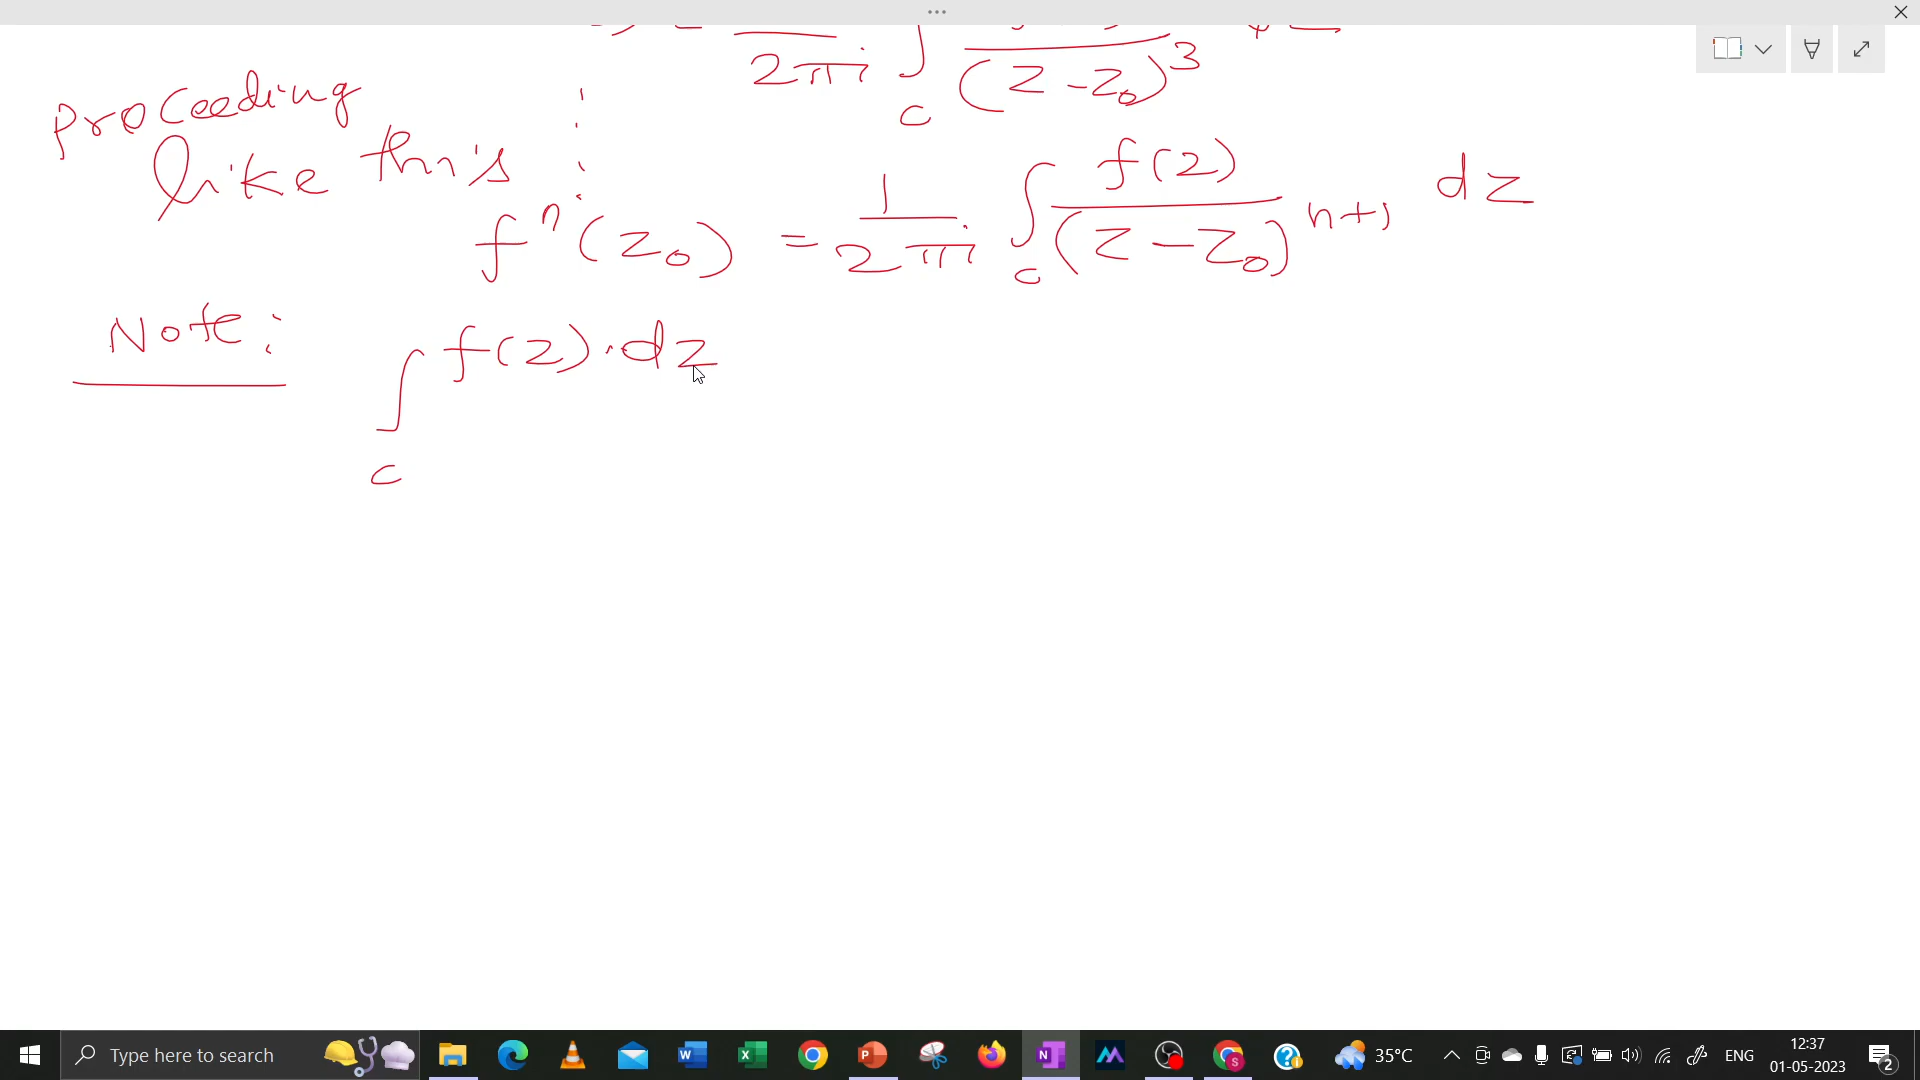 2πi ∫c (z-z₀)³
Proceeding
like this
fⁿ(z₀) = 1/2πi ∫c f(z)/(z-z₀)ⁿ⁺¹ dz
Note:
∫c f(z).dz
Type here to search
35°C
ENG
12:37
01-05-2023
2